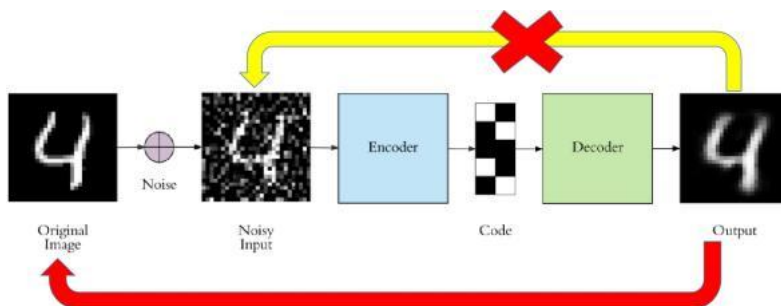 Encoder
Decoder
Noise
Original
Image
Noisy
Input
Code
Output